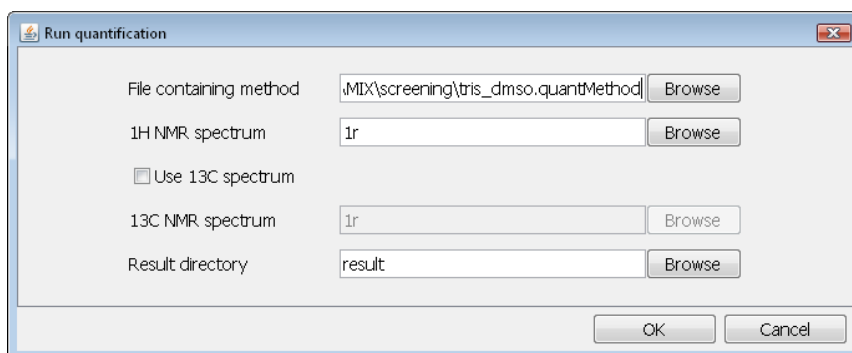 Run quantification
File containing method .MIX\screening\tris_dmso.quantMethod Browse
1H NMR spectrum 1r Browse
Use 13C spectrum
13C NMR spectrum 1r Browse
Result directory result Browse
OK Cancel